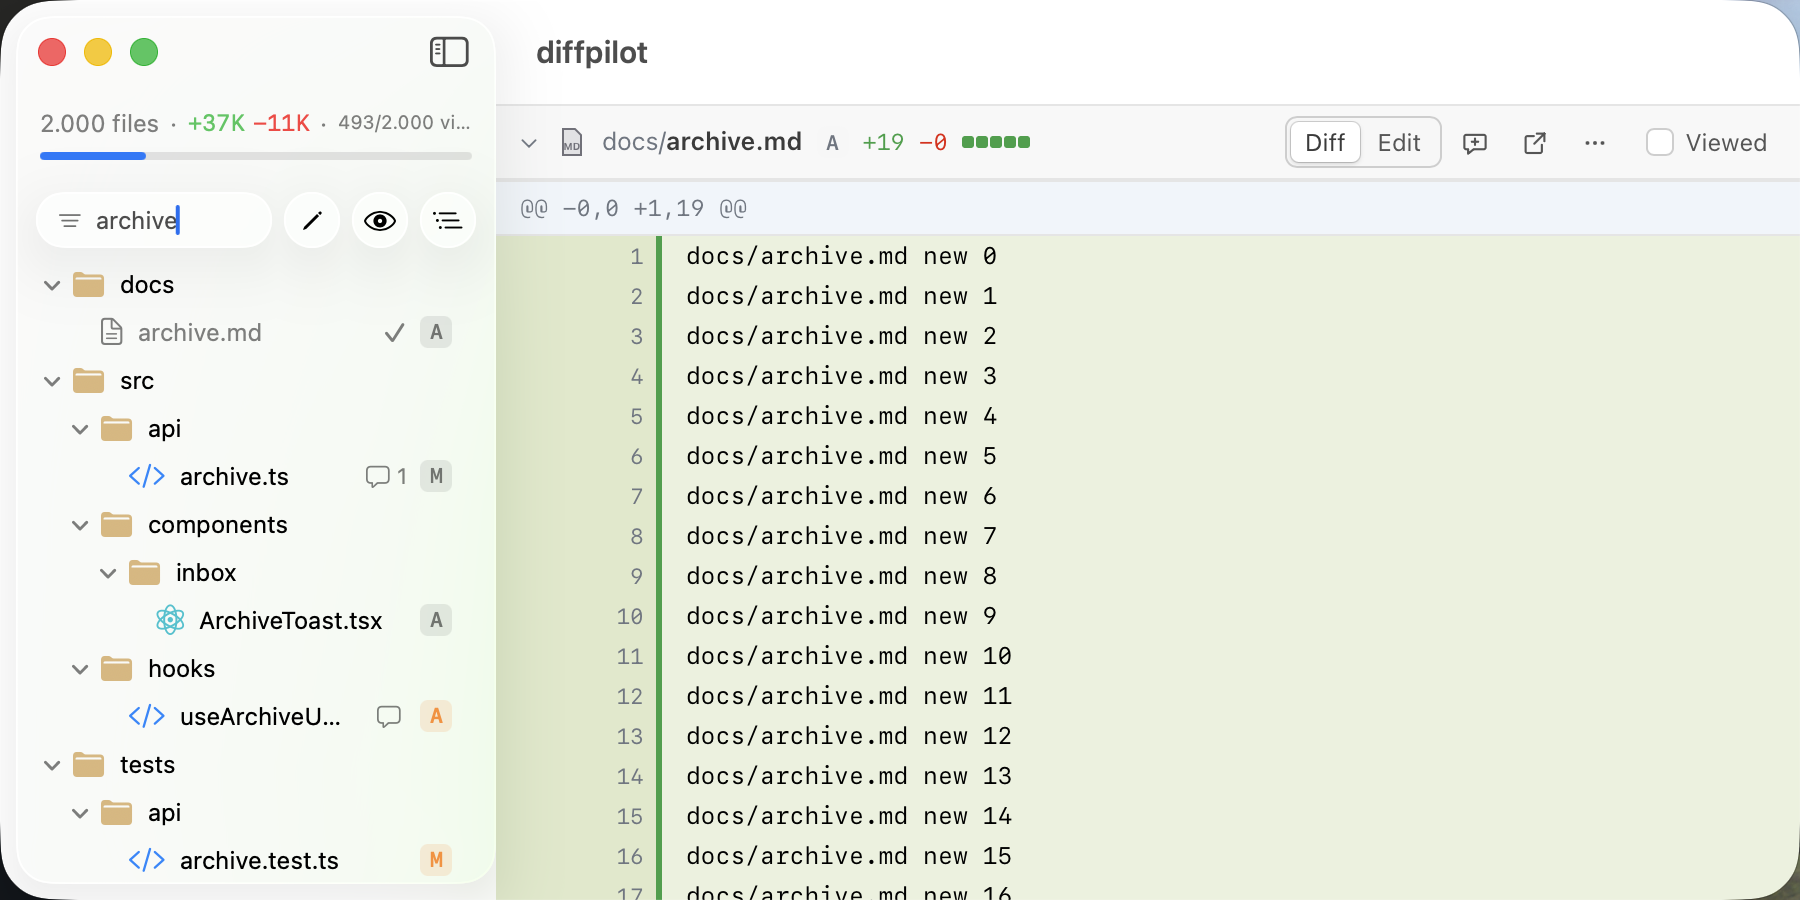 diffpilot
2.000 files · +37K −11K · 493/2.000 vi...
archive
docs
archive.md A
src
api
archive.ts 1 M
components
inbox
ArchiveToast.tsx A
hooks
useArchiveU... A
tests
api
archive.test.ts M
MD docs/archive.md A +19 −0 Diff Edit ··· Viewed
@@ −0,0 +1,19 @@
1 docs/archive.md new 0
2 docs/archive.md new 1
3 docs/archive.md new 2
4 docs/archive.md new 3
5 docs/archive.md new 4
6 docs/archive.md new 5
7 docs/archive.md new 6
8 docs/archive.md new 7
9 docs/archive.md new 8
10 docs/archive.md new 9
11 docs/archive.md new 10
12 docs/archive.md new 11
13 docs/archive.md new 12
14 docs/archive.md new 13
15 docs/archive.md new 14
16 docs/archive.md new 15
17 docs/archive.md new 16